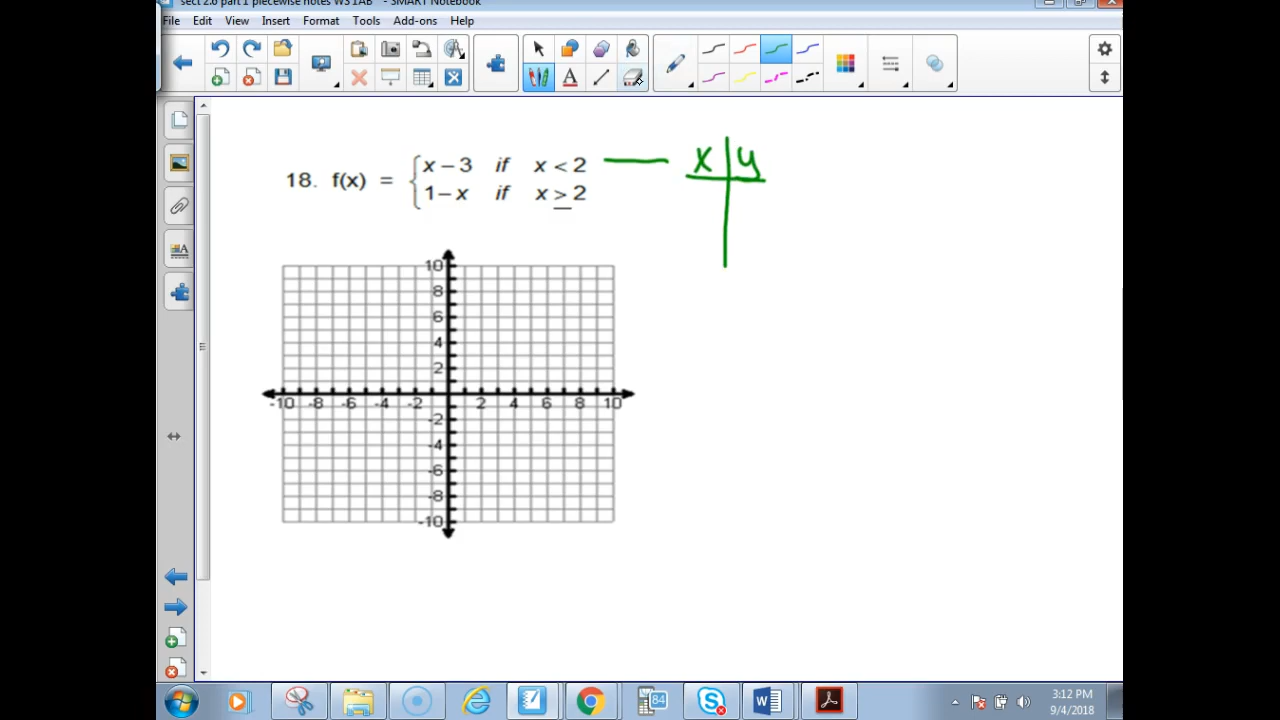 sect 2.6 part 1 piecewise notes WS 1AB - SMART Notebook
File Edit View Insert Format Tools Add-ons Help
18. f(x) = { x – 3 if x < 2
1 – x if x ≥ 2
x y
10
8
6
4
2
-10 -8 -6 -4 -2 2 4 6 8 10
-2
-4
-6
-8
-10
84
3:12 PM
9/4/2018